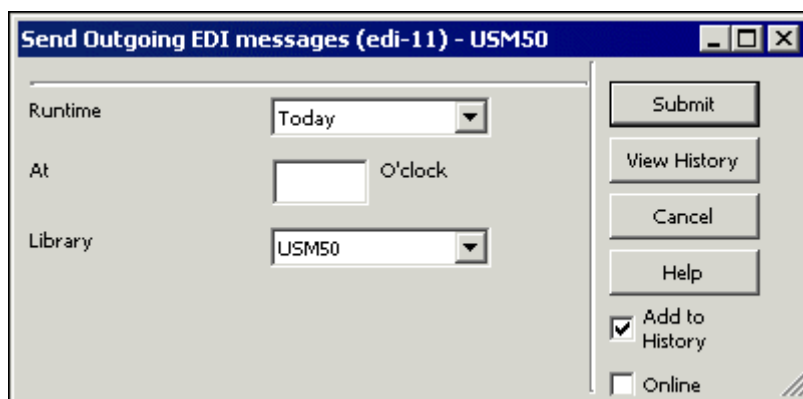 Send Outgoing EDI messages (edi-11) - USM50
Runtime
Today
At
O'clock
Library
USM50
Submit
View History
Cancel
Help
Add to
History
Online